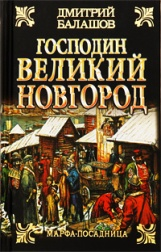 ДМИТРИЙ
БАЛАШОВ
ГОСПОДИН
ВЕЛИКИЙ
НОВГОРОД
МАРФА-ПОСАДНИЦА